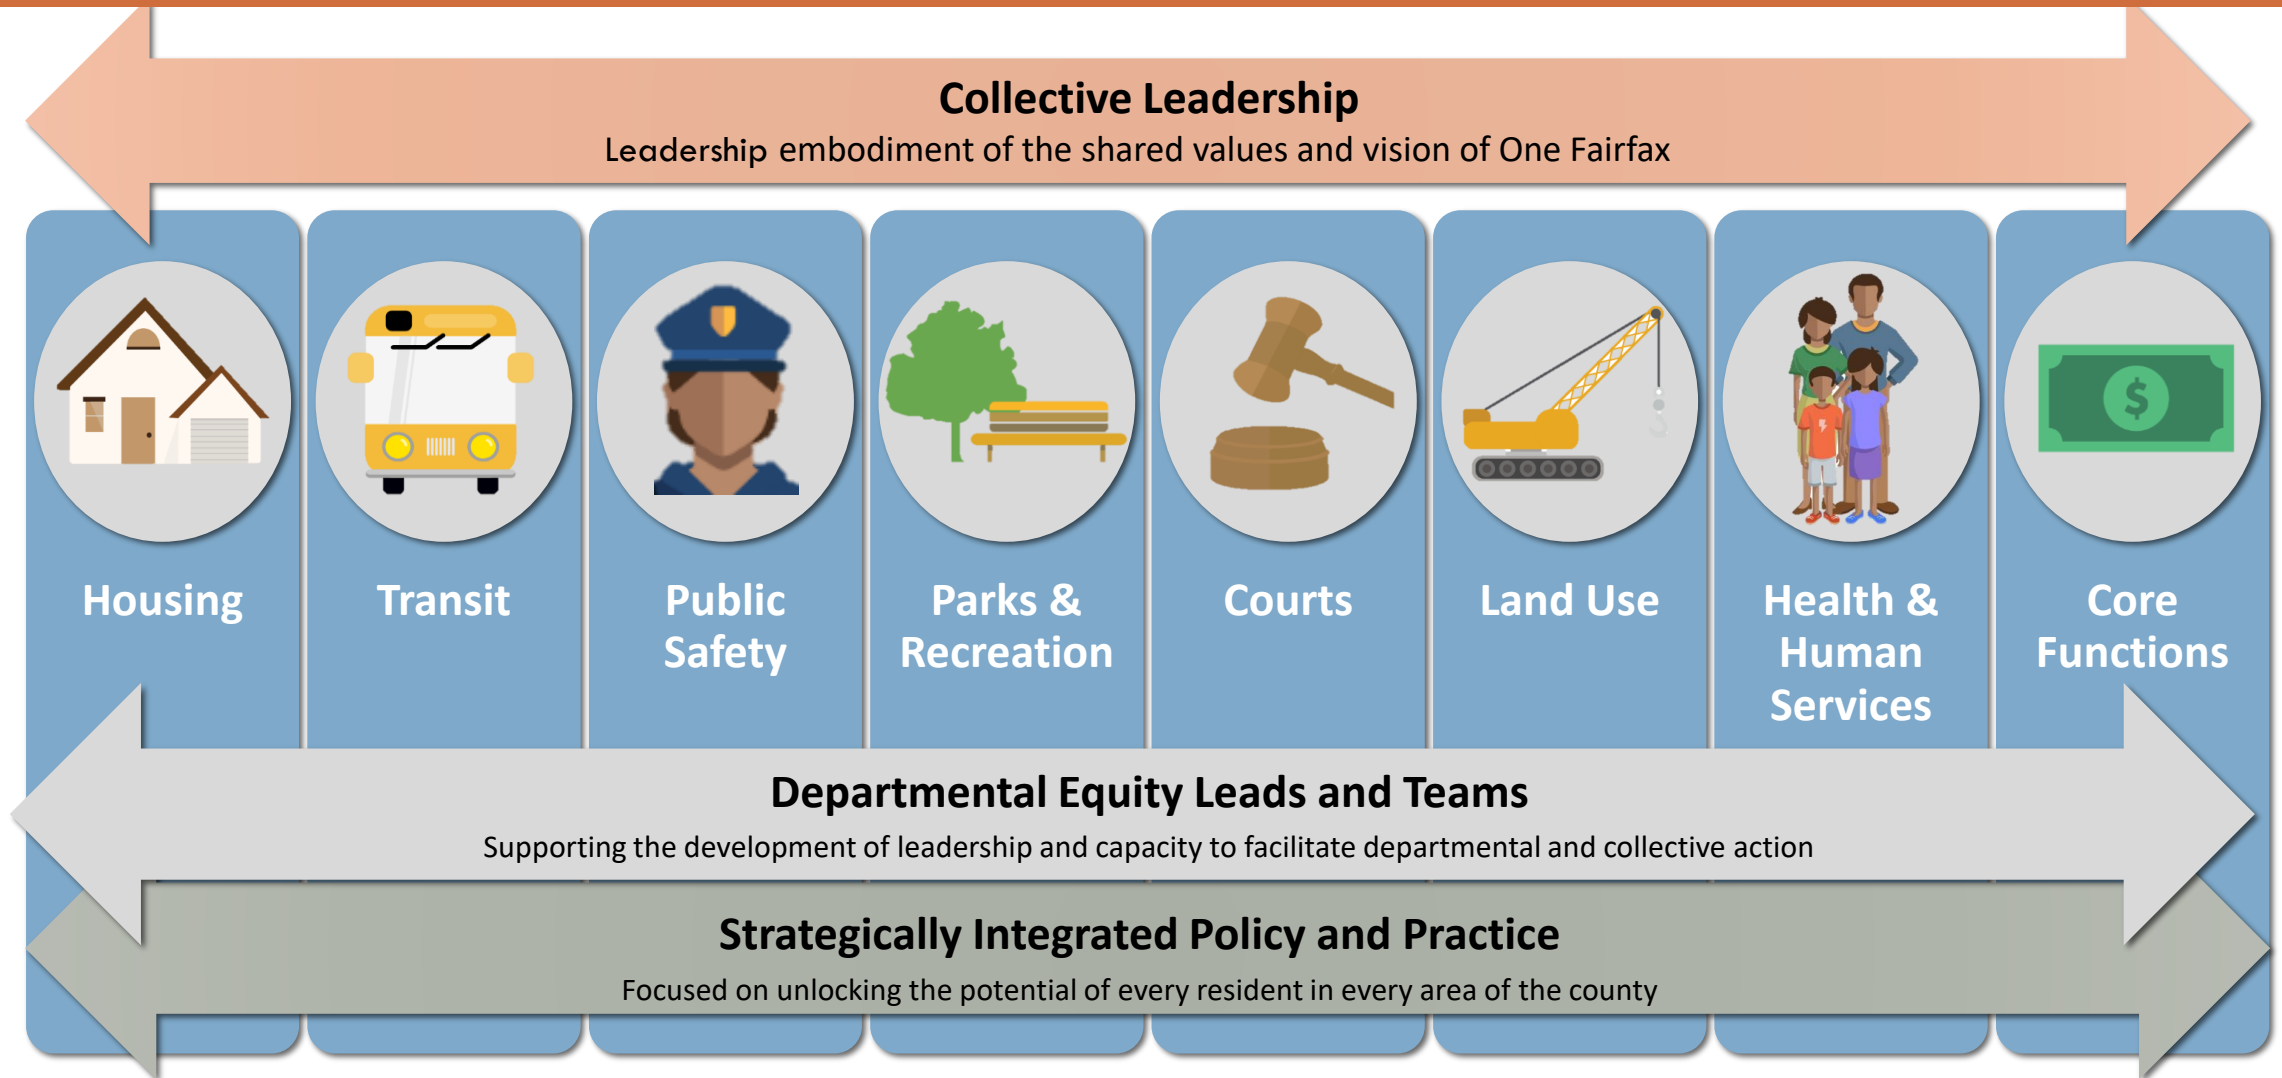 Collective Leadership
Leadership embodiment of the shared values and vision of One Fairfax
Housing
Transit
Public
Safety
Parks &
Recreation
Courts
Land Use
Health &
Human
Services
Core
Functions
$
Departmental Equity Leads and Teams
Supporting the development of leadership and capacity to facilitate departmental and collective action
Strategically Integrated Policy and Practice
Focused on unlocking the potential of every resident in every area of the county